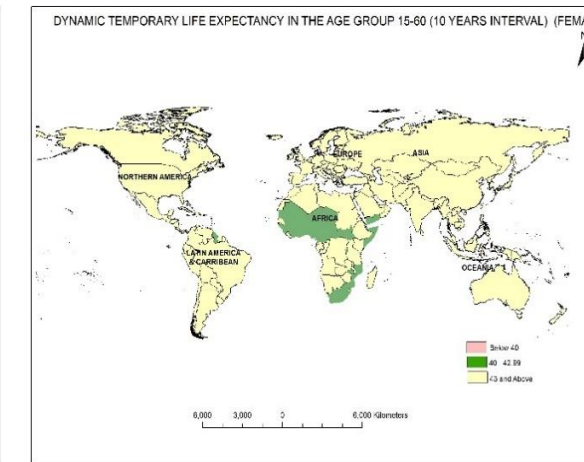 DYNAMIC TEMPORARY LIFE EXPECTANCY IN THE AGE GROUP 15-60 (10 YEARS INTERVAL) (FEMA
N
EUROPE
ASIA
NORTHERN AMERICA
AFRICA
LATIN AMERICA
& CARRIBEAN
OCEANIA
Below 40
40 - 42.99
43 and Above
6,000 3,000 0 6,000 Kilometers